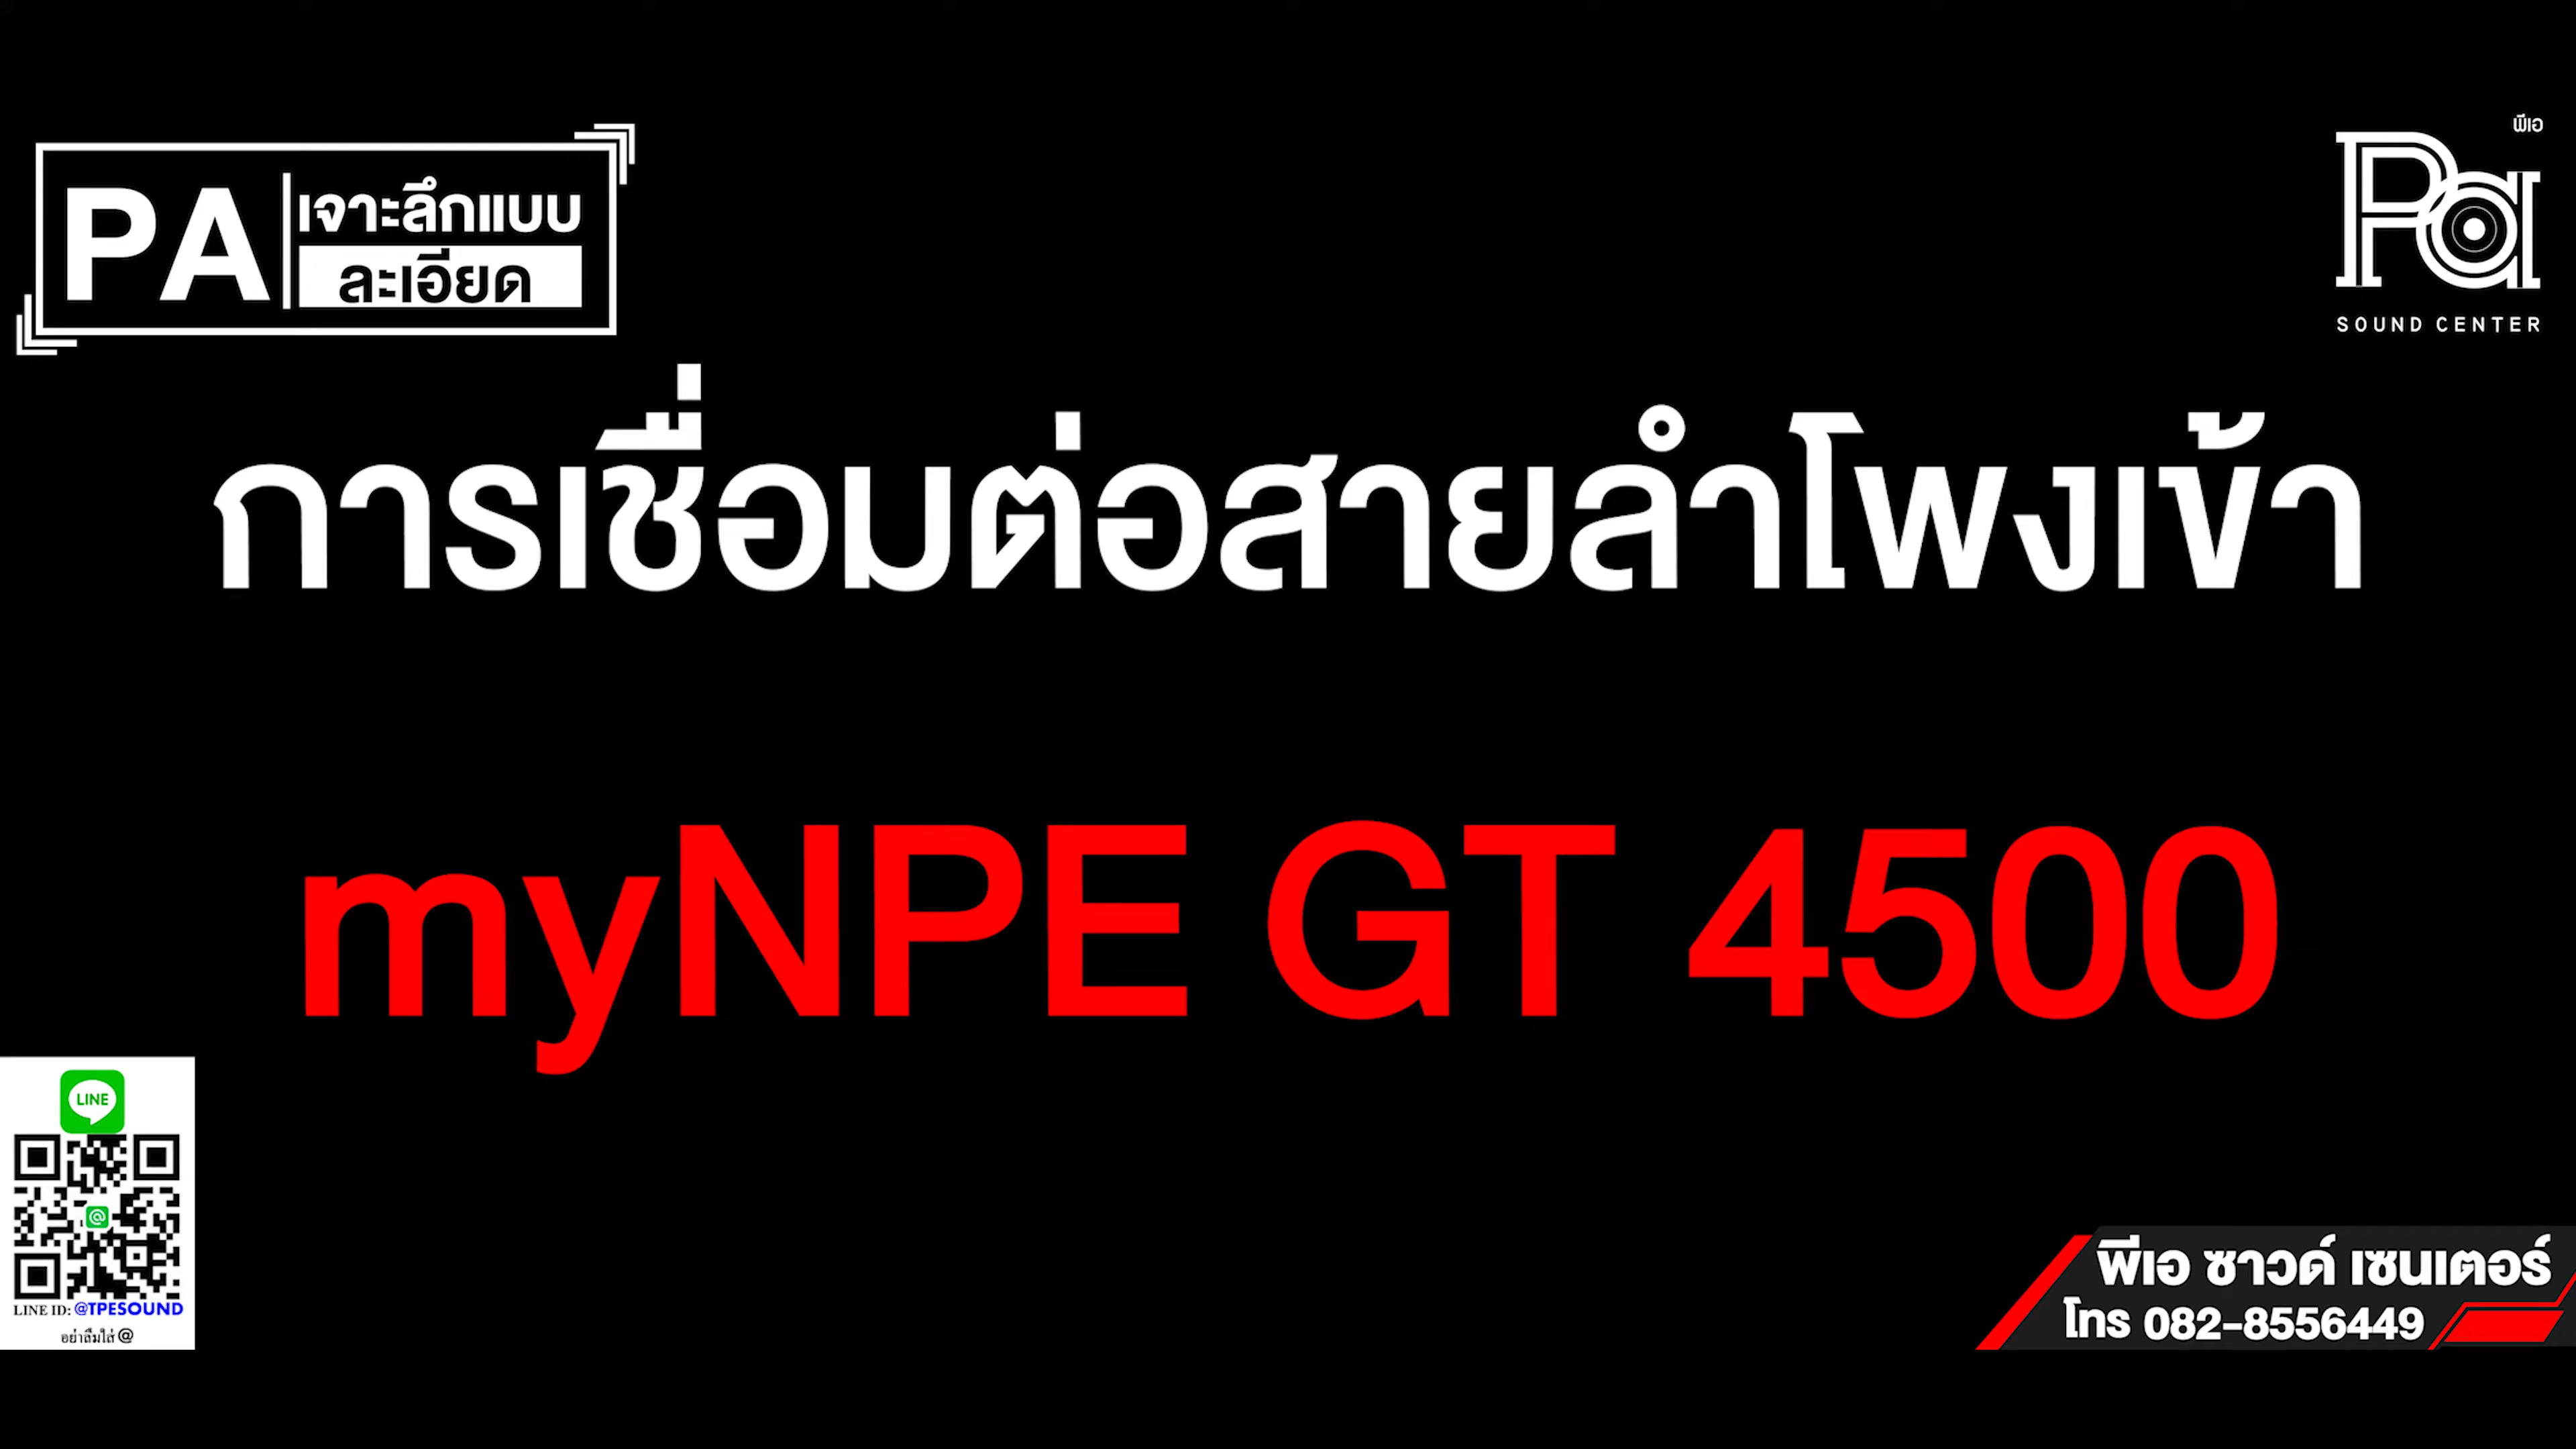 PA เจาะลึกแบบ
ละเอียด
พีเอ
Pa
SOUND CENTER
การเชื่อมต่อสายลำโพงเข้า
myNPE GT 4500
LINE
@
LINE ID: @TPESOUND
อย่าลืมใส่ @
พีเอ ซาวด์ เซนเตอร์
โทร 082-8556449